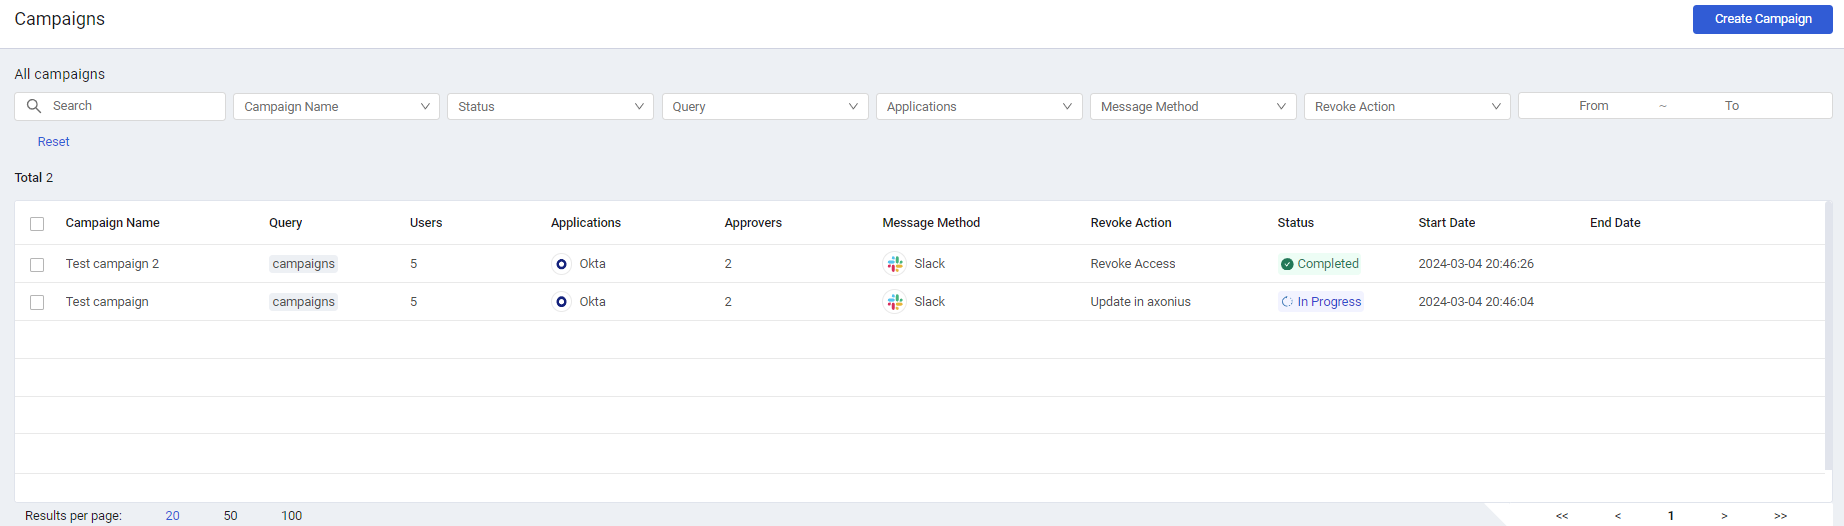 Campaigns
Create Campaign
All campaigns
Search Campaign Name Status Query Applications Message Method Revoke Action From ~ To
Reset
Total 2
Campaign Name Query Users Applications Approvers Message Method Revoke Action Status Start Date End Date
Test campaign 2 campaigns 5 Okta 2 Slack Revoke Access Completed 2024-03-04 20:46:26
Test campaign campaigns 5 Okta 2 Slack Update in axonius In Progress 2024-03-04 20:46:04
Results per page: 20 50 100 << < 1 > >>